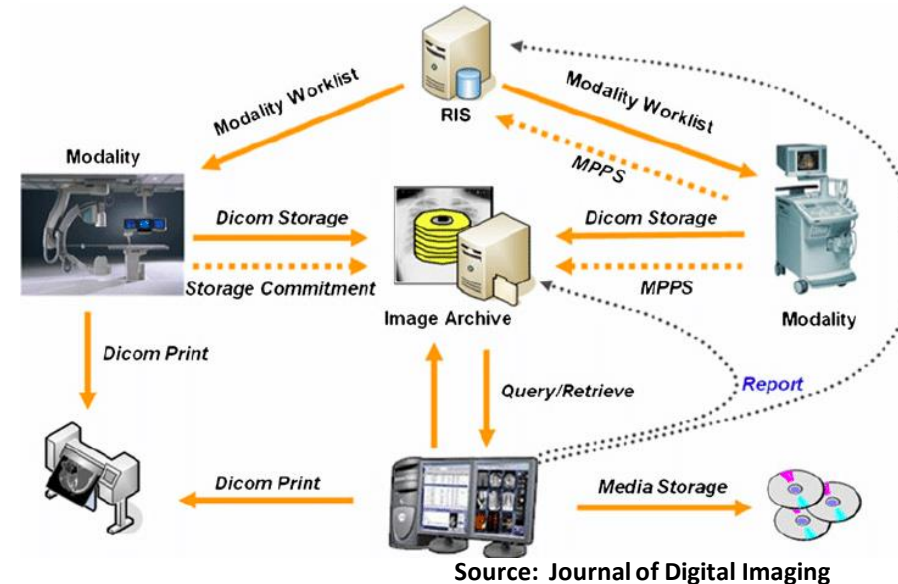 RIS
Modality Worklist
Modality Worklist
MPPS
Modality
Dicom Storage
Dicom Storage
Storage Commitment
MPPS
Image Archive
Modality
Dicom Print
Query/Retrieve
Report
Dicom Print
Media Storage
Source: Journal of Digital Imaging